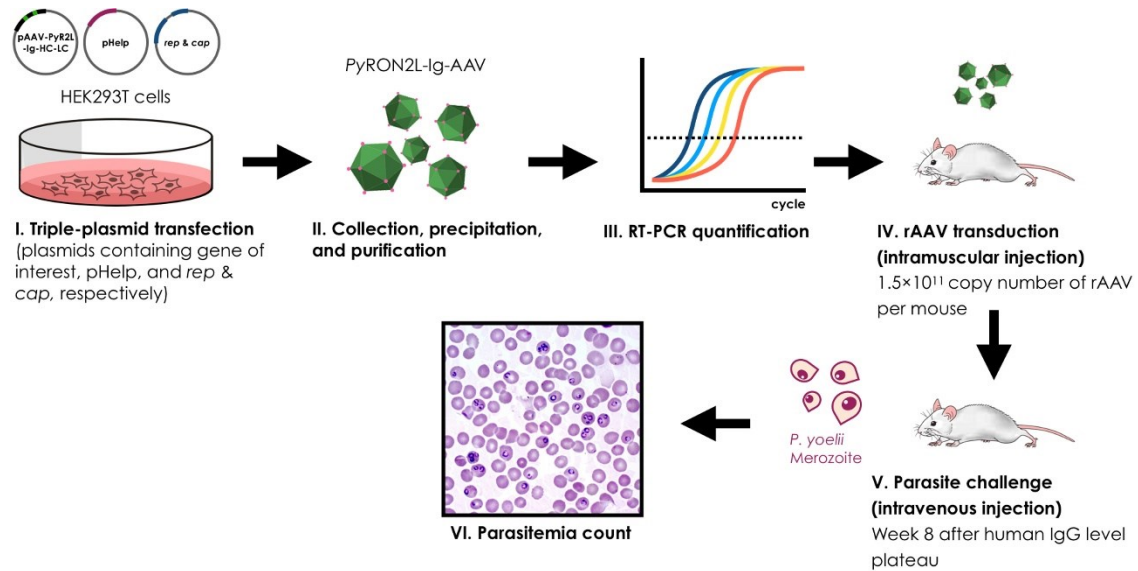 pAAV-PyR2L
-Ig-HC-LC
pHelp
rep & cap
HEK293T cells
I. Triple-plasmid transfection
(plasmids containing gene of
interest, pHelp, and rep &
cap, respectively)
PyRON2L-Ig-AAV
II. Collection, precipitation,
and purification
cycle
III. RT-PCR quantification
IV. rAAV transduction
(intramuscular injection)
1.5×10¹¹ copy number of rAAV
per mouse
P. yoelii
Merozoite
V. Parasite challenge
(intravenous injection)
Week 8 after human IgG level
plateau
VI. Parasitemia count